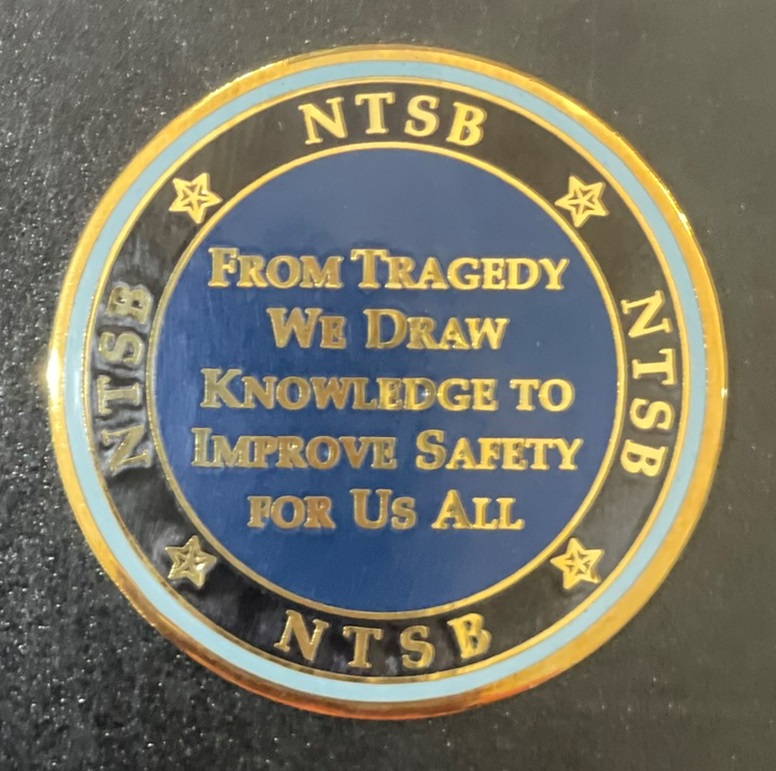 NTSB
NTSB
NTSB
From Tragedy
We Draw
Knowledge to
Improve Safety
for Us All
NTSB